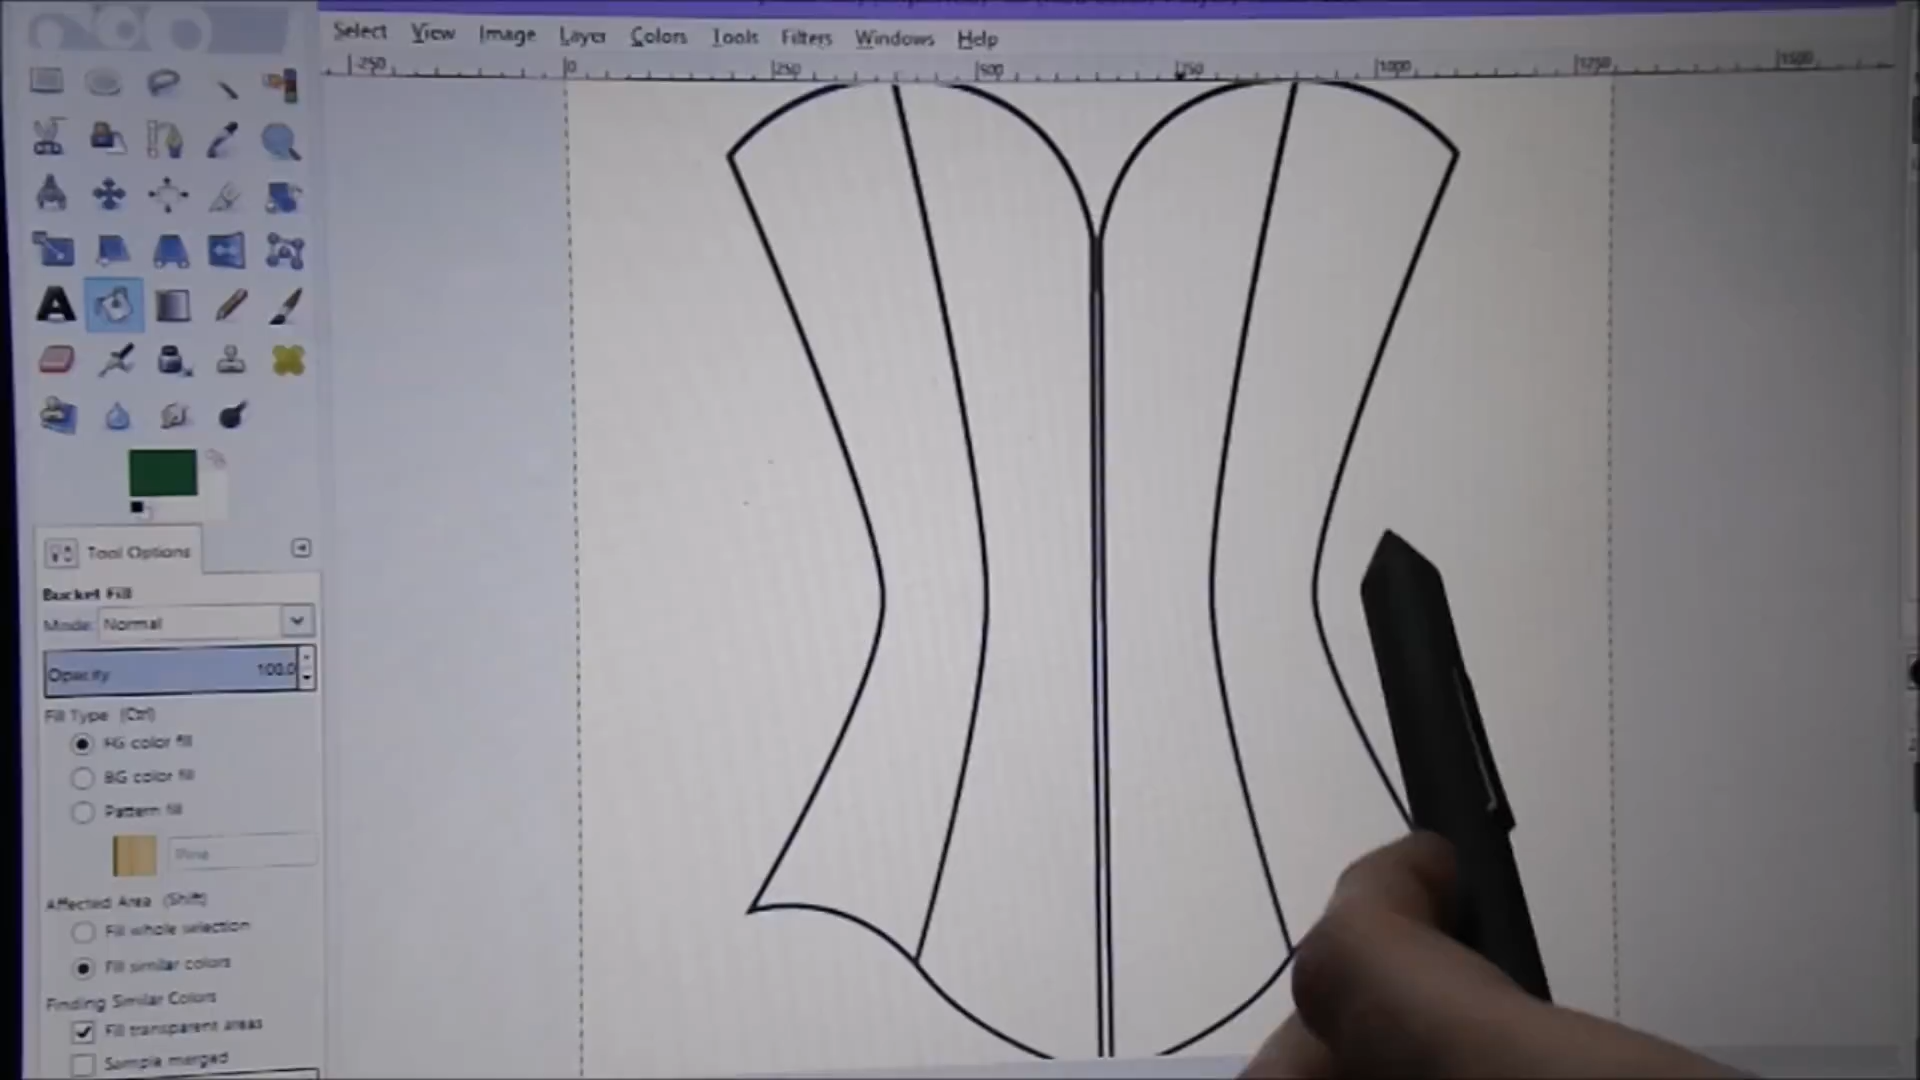 Select View Image Layer Colors Tools Filters Windows Help
-250 0 250 500 750 1000 1250 1500
Tool Options
Bucket Fill
Mode: Normal
Opacity 100.0
Fill Type (Ctrl)
FG color fill
BG color fill
Pattern fill
Pine
Affected Area (Shift)
Fill whole selection
Fill similar colors
Finding Similar Colors
Fill transparent areas
Sample merged